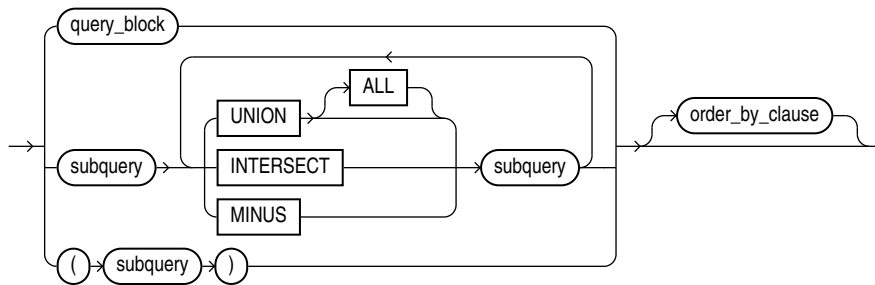 query_block
ALL
UNION
order_by_clause
subquery
INTERSECT
subquery
MINUS
( subquery )